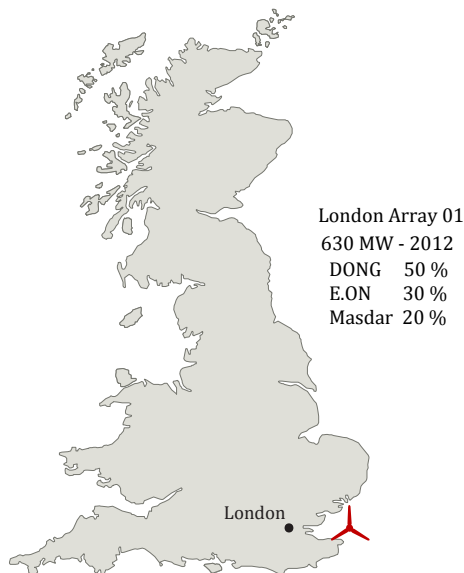 London Array 01
630 MW - 2012
DONG 50 %
E.ON 30 %
Masdar 20 %
London